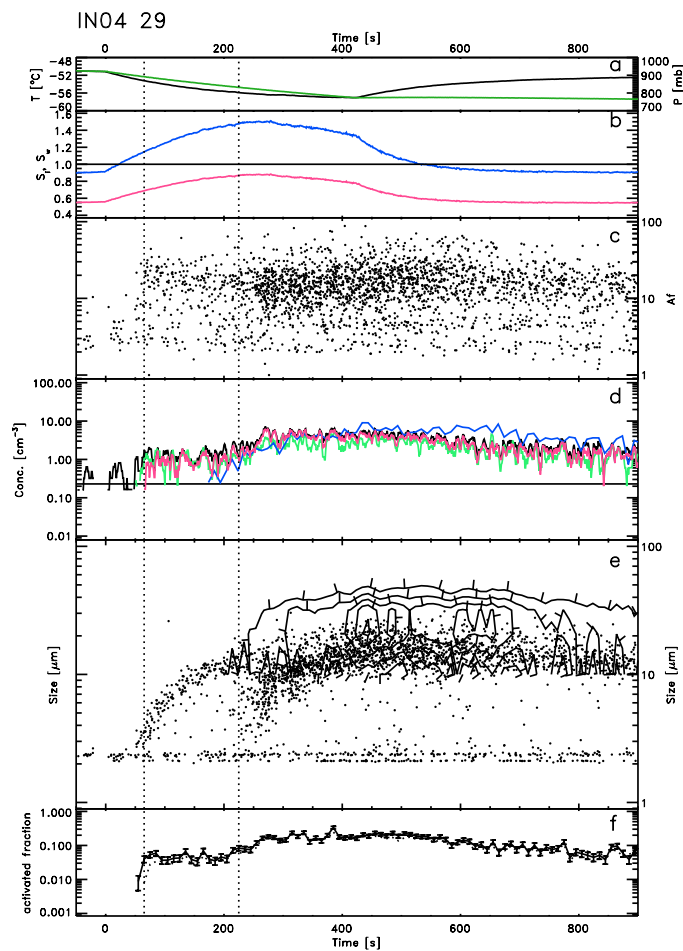 IN04 29
Time [s]
0 200 400 600 800
a
-48
-52
-56
-60
T [°C]
1000
900
800
700
P [mb]
b
1.6
1.4
1.2
1.0
0.8
0.6
0.4
Si, Sw
c
100
10
1
Af
d
100.00
10.00
1.00
0.10
0.01
Conc. [cm⁻³]
e
100
10
1
Size [μm]
Size [μm]
f
1.000
0.100
0.010
0.001
activated fraction
0 200 400 600 800
Time [s]